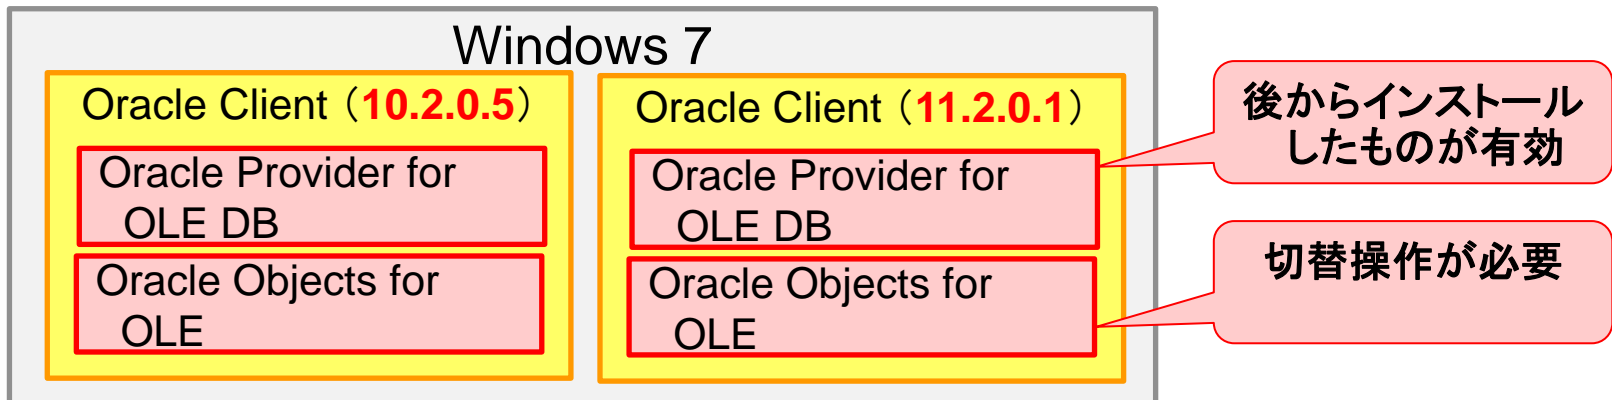 Windows 7
Oracle Client（10.2.0.5）
Oracle Provider for
OLE DB
Oracle Objects for
OLE
Oracle Client（11.2.0.1）
Oracle Provider for
OLE DB
Oracle Objects for
OLE
後からインストール
したものが有効
切替操作が必要